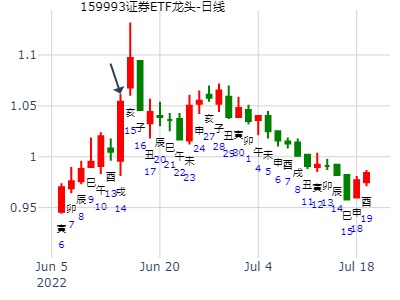 159993证券ETF龙头-日线
1.1
1.05
1
0.95
寅
6
卯
7
辰
8
巳
9
午
10
酉
13
戌
14
亥
15
子
16
丑
17
辰
20
巳
21
午
22
未
23
申
24
亥
27
子
28
丑
29
寅
30
卯
1
午
4
未
5
申
6
酉
7
戌
8
丑
11
寅
12
卯
13
辰
14
巳
15
申
18
酉
19
Jun 5
2022
Jun 20
Jul 4
Jul 18